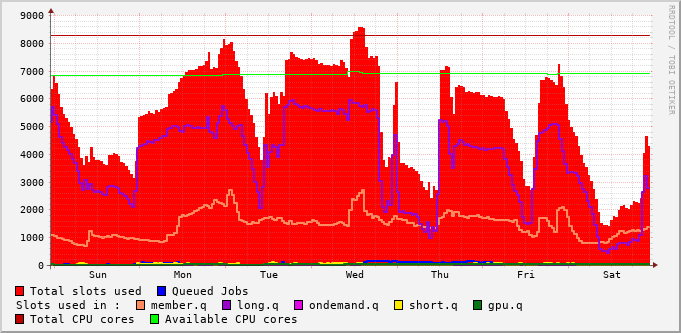 9000
8000
7000
6000
5000
4000
3000
2000
1000
0
Sun Mon Tue Wed Thu Fri Sat
RRDTOOL / TOBI OETIKER
Total slots used Queued Jobs
Slots used in : member.q long.q ondemand.q short.q gpu.q
Total CPU cores Available CPU cores